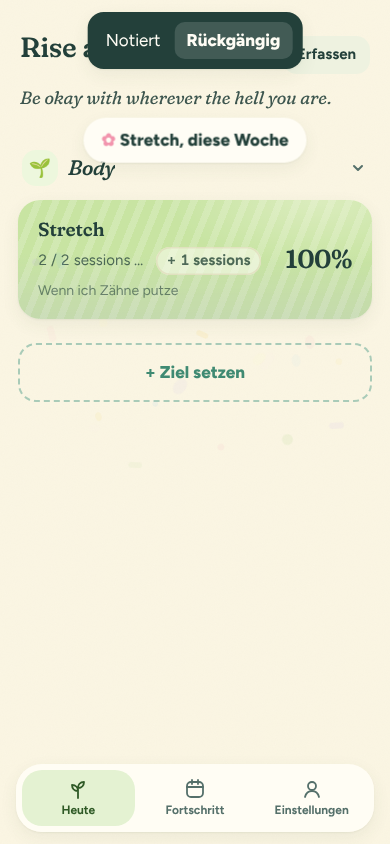 Rise
Notiert Rückgängig
Erfassen
Be okay with wherever the hell you are.
Stretch, diese Woche
Body
Stretch
2 / 2 sessions ...
+ 1 sessions
100%
Wenn ich Zähne putze
+ Ziel setzen
Heute
Fortschritt
Einstellungen